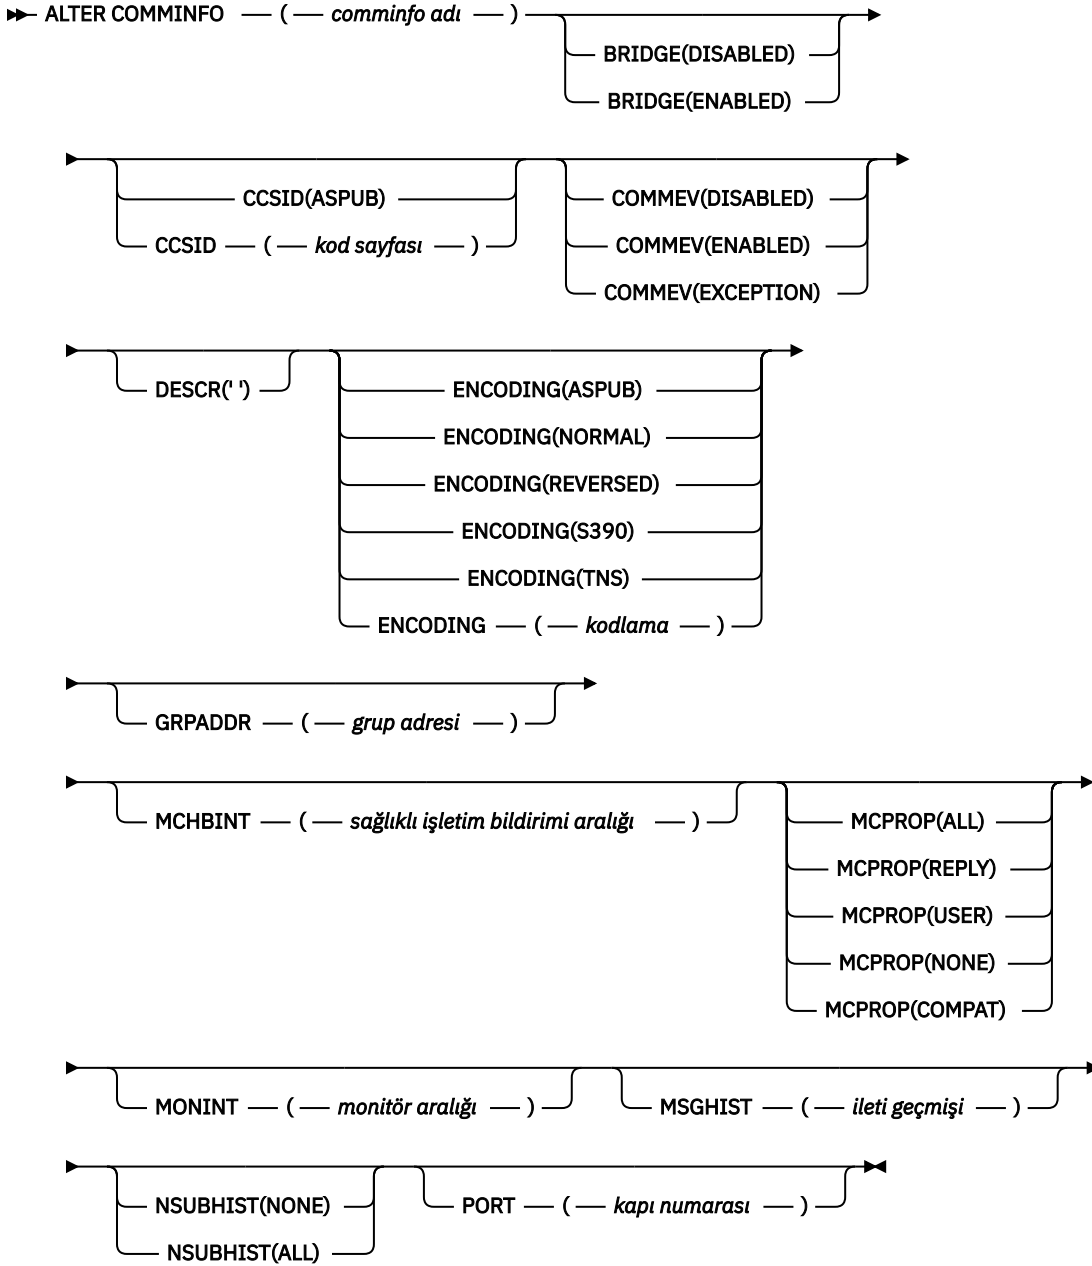 ALTER COMMINFO ( comminfo adı )
BRIDGE(DISABLED)
BRIDGE(ENABLED)
CCSID(ASPUB)
CCSID ( kod sayfası )
COMMEV(DISABLED)
COMMEV(ENABLED)
COMMEV(EXCEPTION)
DESCR(' ')
ENCODING(ASPUB)
ENCODING(NORMAL)
ENCODING(REVERSED)
ENCODING(S390)
ENCODING(TNS)
ENCODING ( kodlama )
GRPADDR ( grup adresi )
MCHBINT ( sağlıklı işletim bildirimi aralığı )
MCPROP(ALL)
MCPROP(REPLY)
MCPROP(USER)
MCPROP(NONE)
MCPROP(COMPAT)
MONINT ( monitör aralığı )
MSGHIST ( ileti geçmişi )
NSUBHIST(NONE)
NSUBHIST(ALL)
PORT ( kapı numarası )